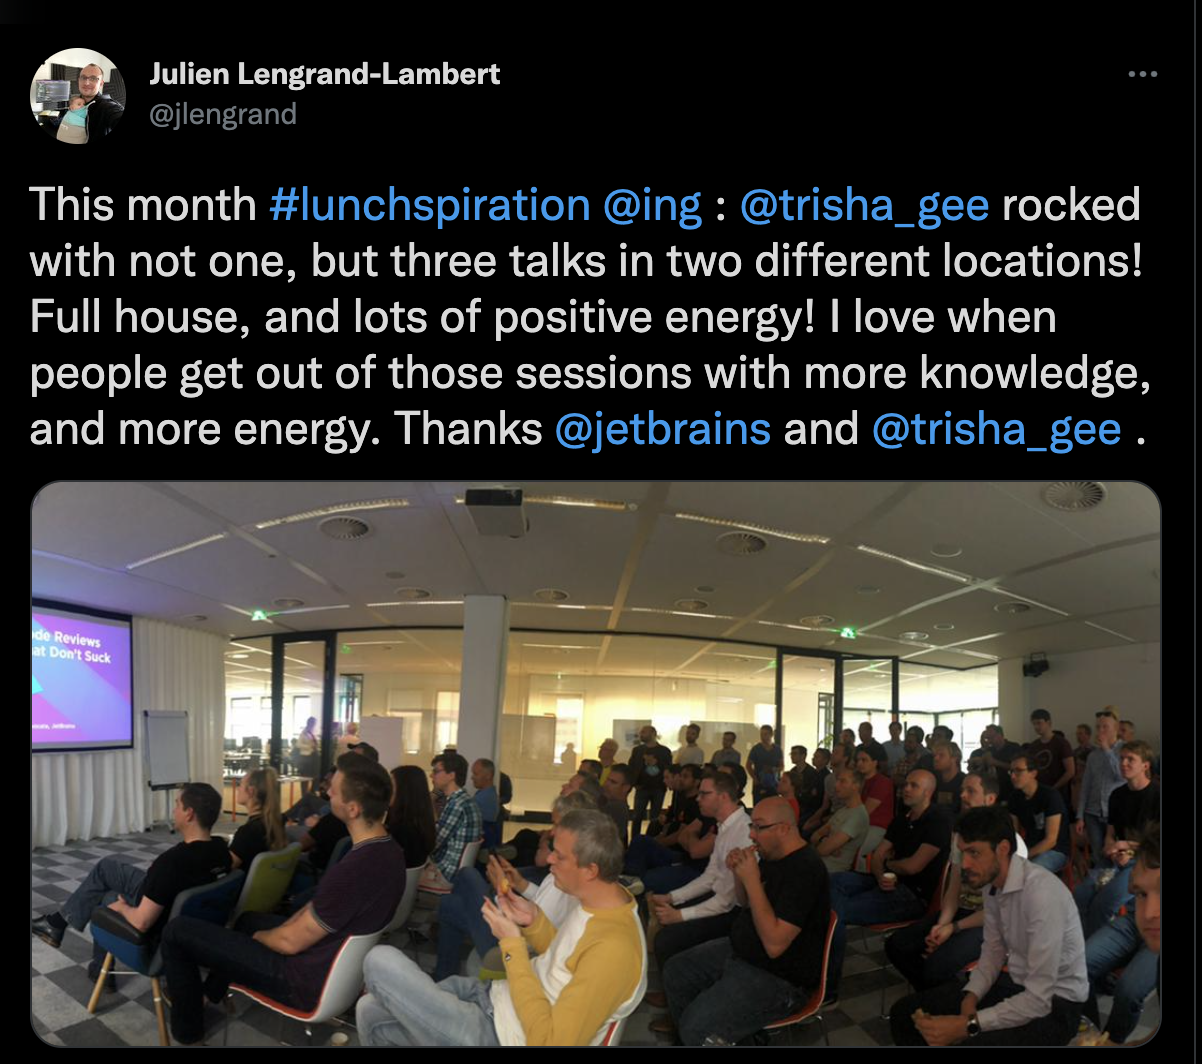 Julien Lengrand-Lambert
@jlengrand
This month #lunchspiration @ing : @trisha_gee rocked
with not one, but three talks in two different locations!
Full house, and lots of positive energy! I love when
people get out of those sessions with more knowledge,
and more energy. Thanks @jetbrains and @trisha_gee .
de Reviews
at Don't Suck
JetBrains